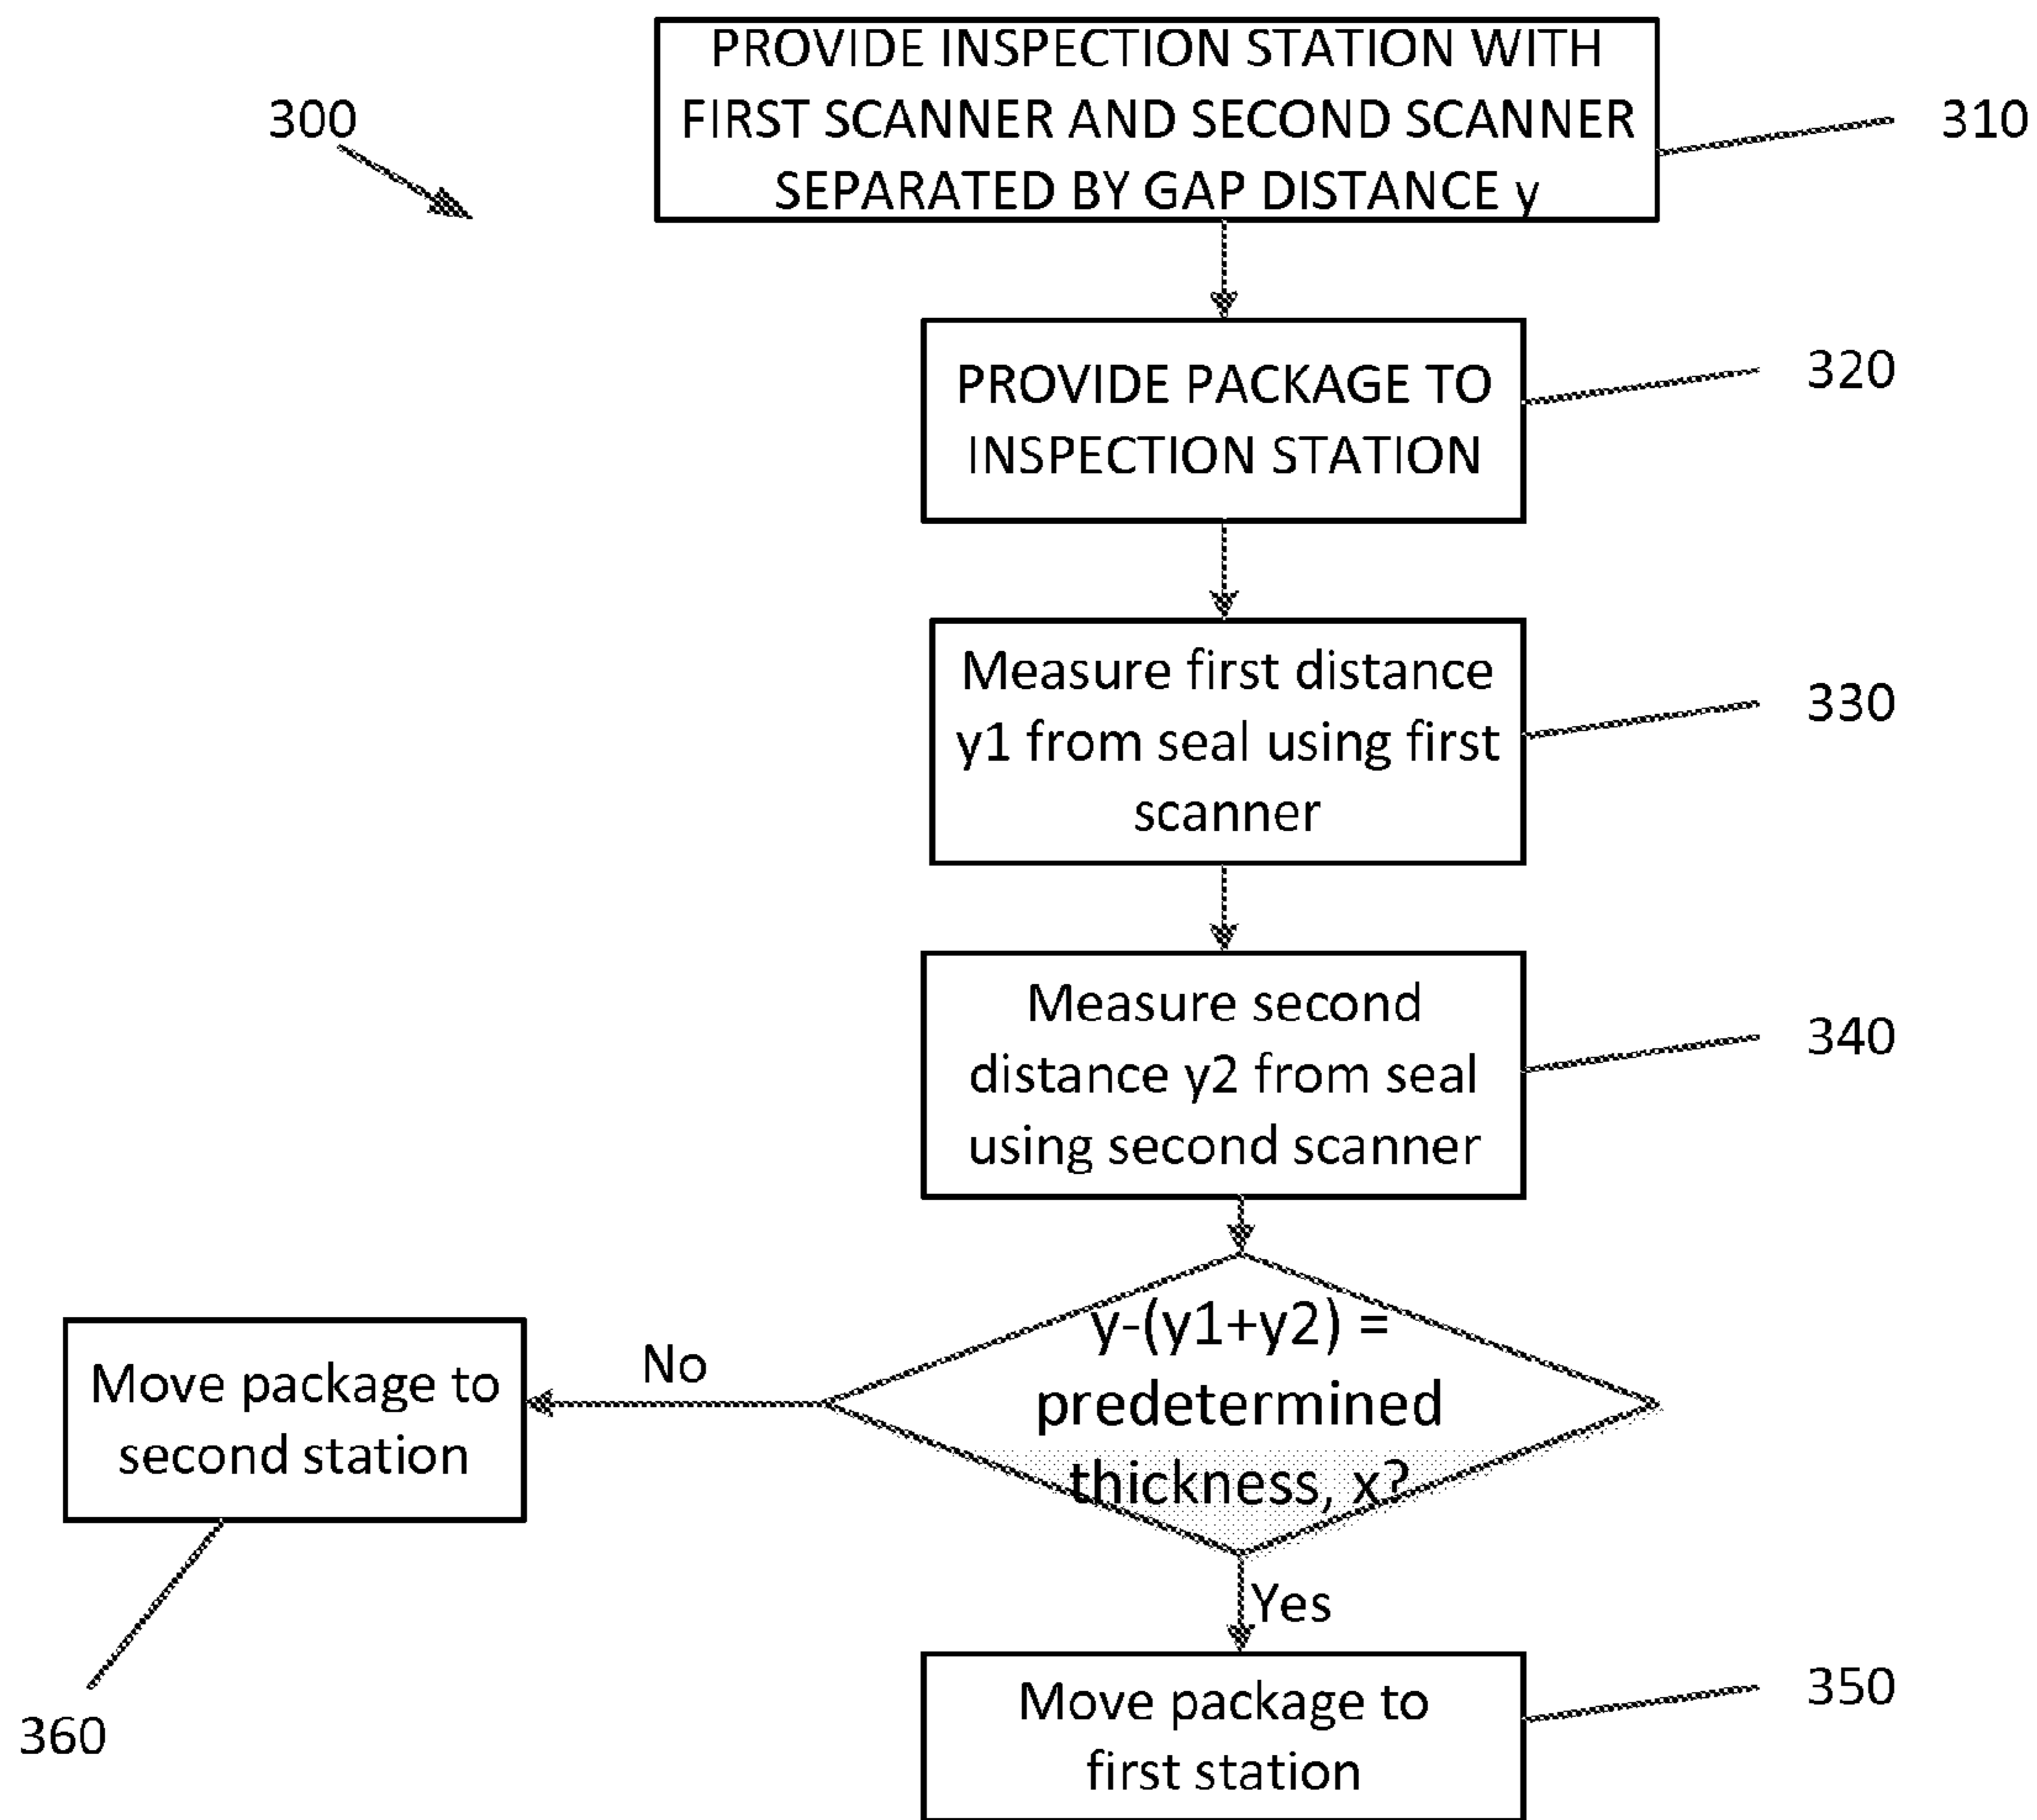 PROVIDE INSPECTION STATION WITH
FIRST SCANNER AND SECOND SCANNER
SEPARATED BY GAP DISTANCE y
300
310
PROVIDE PACKAGE TO
INSPECTION STATION
320
Measure first distance
y1 from seal using first
scanner
330
Measure second
distance y2 from seal
using second scanner
340
y-(y1+y2) =
predetermined
thickness, x?
No
Move package to
second station
360
Yes
Move package to
first station
350